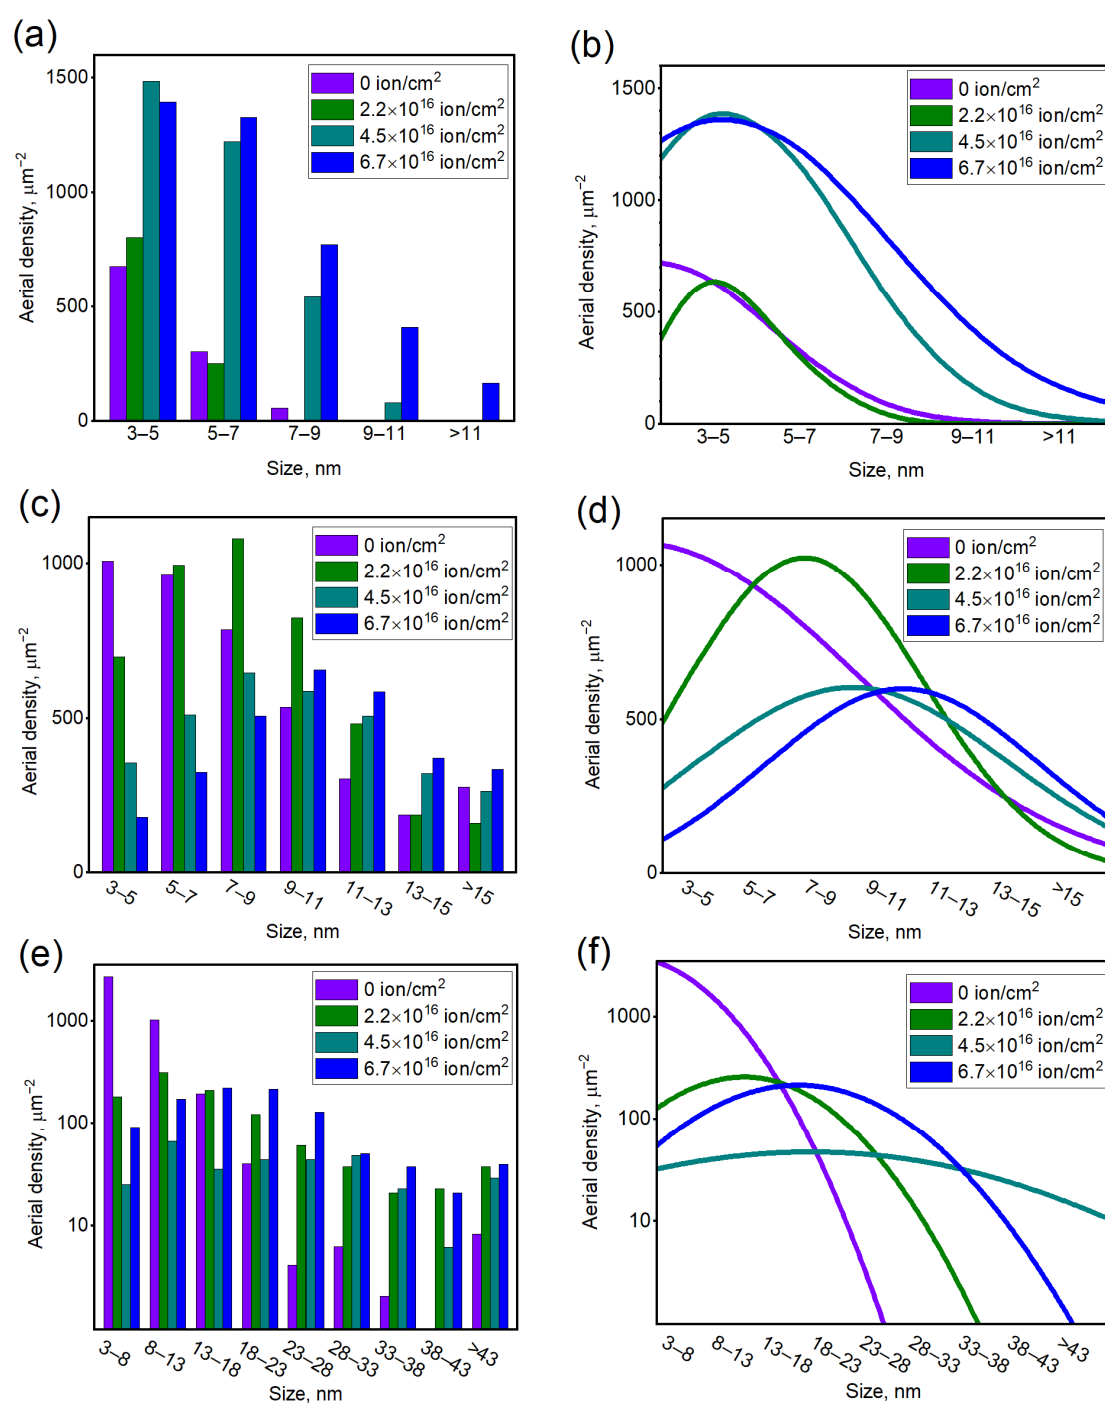 (a)
1500
1000
500
0
Aerial density, μm⁻²
0 ion/cm²
2.2×10¹⁶ ion/cm²
4.5×10¹⁶ ion/cm²
6.7×10¹⁶ ion/cm²
3–5 5–7 7–9 9–11 >11
Size, nm
(b)
1500
1000
500
0
Aerial density, μm⁻²
0 ion/cm²
2.2×10¹⁶ ion/cm²
4.5×10¹⁶ ion/cm²
6.7×10¹⁶ ion/cm²
3–5 5–7 7–9 9–11 >11
Size, nm
(c)
1000
500
0
Aerial density, μm⁻²
0 ion/cm²
2.2×10¹⁶ ion/cm²
4.5×10¹⁶ ion/cm²
6.7×10¹⁶ ion/cm²
3–5 5–7 7–9 9–11 11–13 13–15 >15
Size, nm
(d)
1000
500
0
Aerial density, μm⁻²
0 ion/cm²
2.2×10¹⁶ ion/cm²
4.5×10¹⁶ ion/cm²
6.7×10¹⁶ ion/cm²
3–5 5–7 7–9 9–11 11–13 13–15 >15
Size, nm
(e)
1000
100
10
Aerial density, μm⁻²
0 ion/cm²
2.2×10¹⁶ ion/cm²
4.5×10¹⁶ ion/cm²
6.7×10¹⁶ ion/cm²
3–8 8–13 13–18 18–23 23–28 28–33 33–38 38–43 >43
Size, nm
(f)
1000
100
10
Aerial density, μm⁻²
0 ion/cm²
2.2×10¹⁶ ion/cm²
4.5×10¹⁶ ion/cm²
6.7×10¹⁶ ion/cm²
3–8 8–13 13–18 18–23 23–28 28–33 33–38 38–43 >43
Size, nm